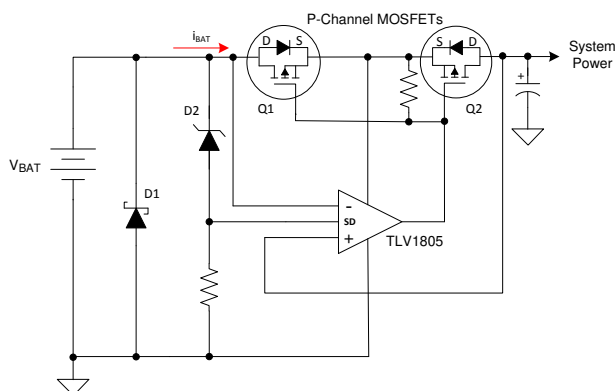 P-Channel MOSFETs
iBAT
D S
S D
System
Power
+
Q1
Q2
D2
VBAT
D1
-
SD
+
TLV1805